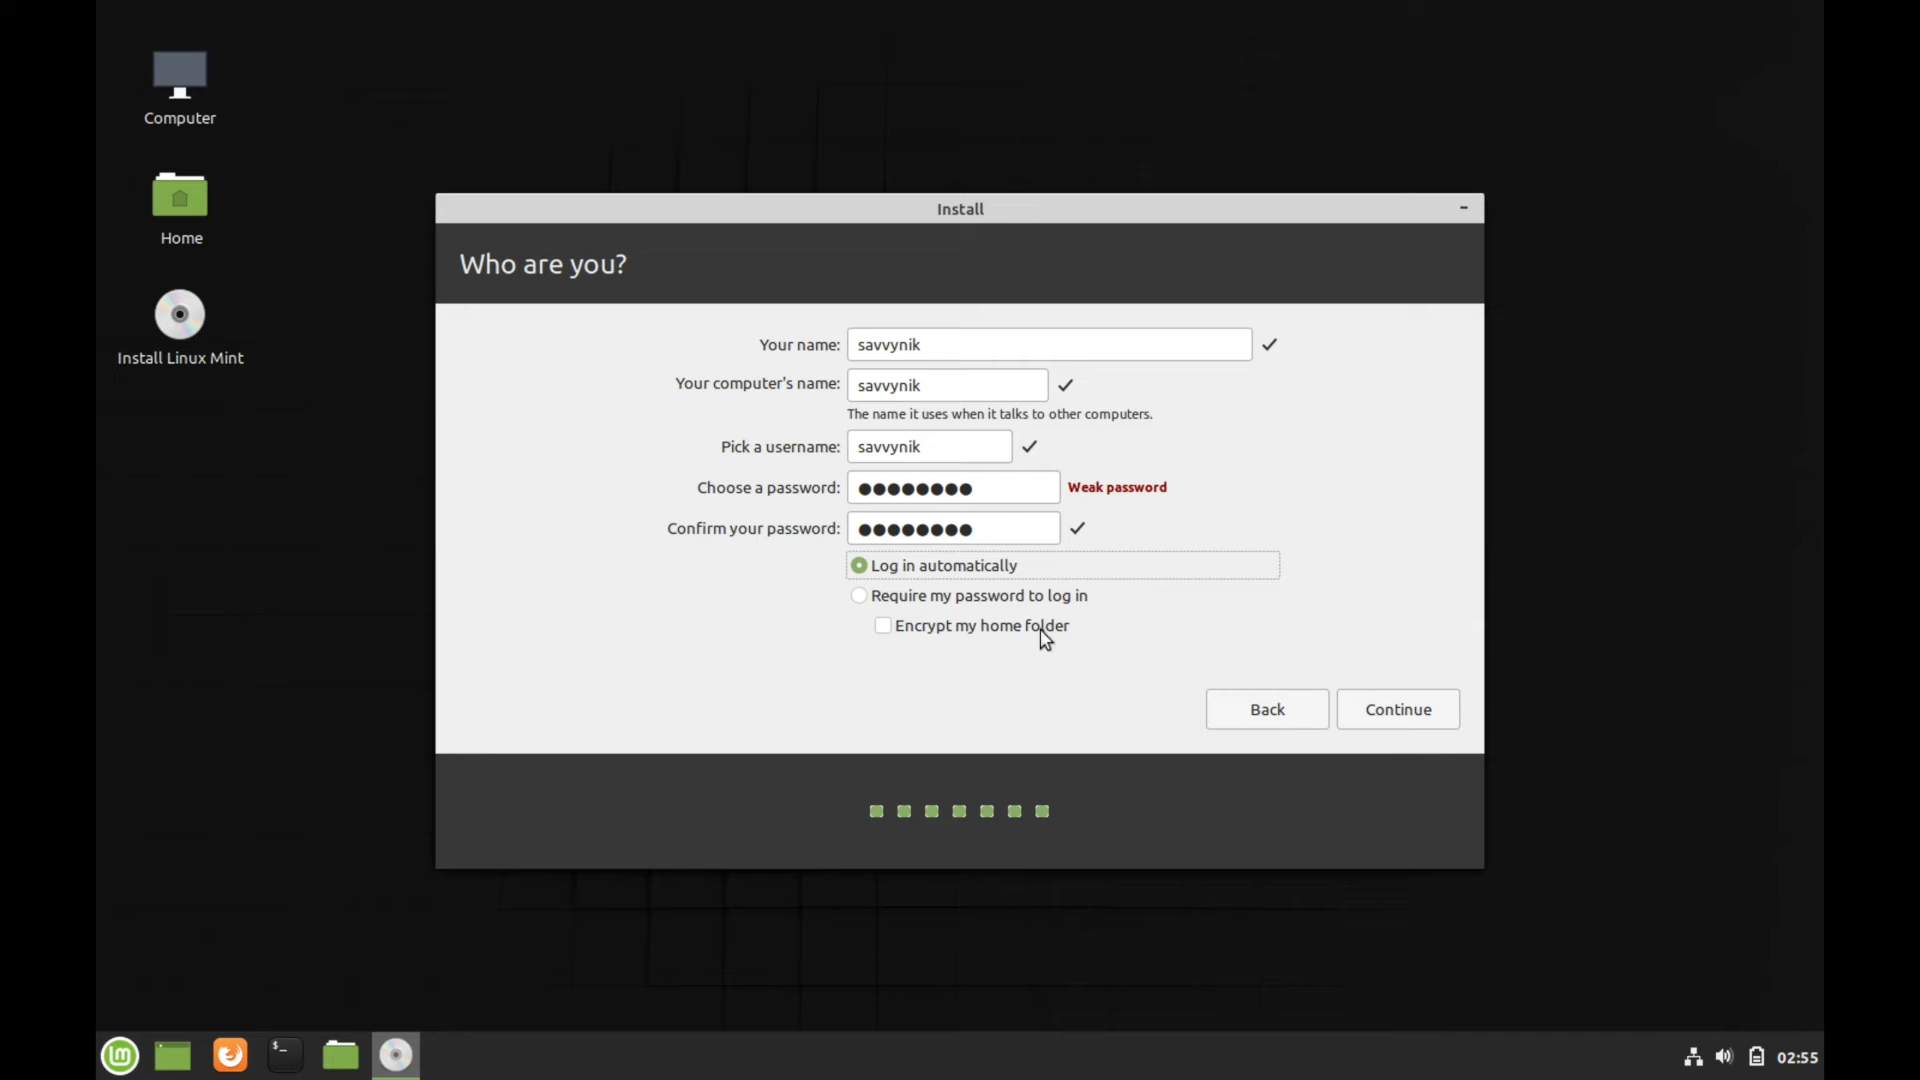 Computer
Home
Install Linux Mint
Install
Who are you?
Your name: savvynik
Your computer's name: savvynik
The name it uses when it talks to other computers.
Pick a username: savvynik
Choose a password: ●●●●●●●● Weak password
Confirm your password: ●●●●●●●●
Log in automatically
Require my password to log in
Encrypt my home folder
Back Continue
$_
02:55